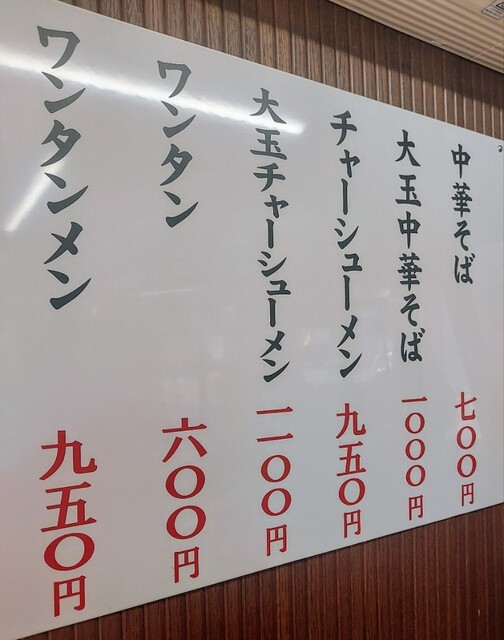 中華そば 七〇〇円
大玉中華そば 一〇〇〇円
チャーシューメン 九五〇円
大玉チャーシューメン 一一〇〇円
ワンタン 六〇〇円
ワンタンメン 九五〇円